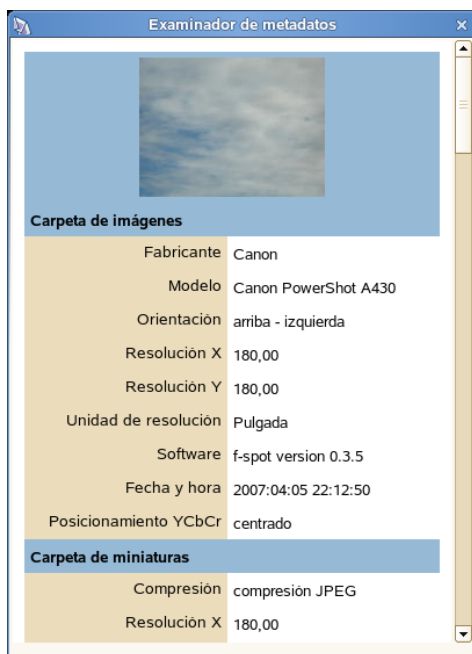 Examinador de metadatos
Carpeta de imágenes
Fabricante Canon
Modelo Canon PowerShot A430
Orientación arriba - izquierda
Resolución X 180,00
Resolución Y 180,00
Unidad de resolución Pulgada
Software f-spot version 0.3.5
Fecha y hora 2007:04:05 22:12:50
Posicionamiento YCbCr centrado
Carpeta de miniaturas
Compresión compresión JPEG
Resolución X 180,00